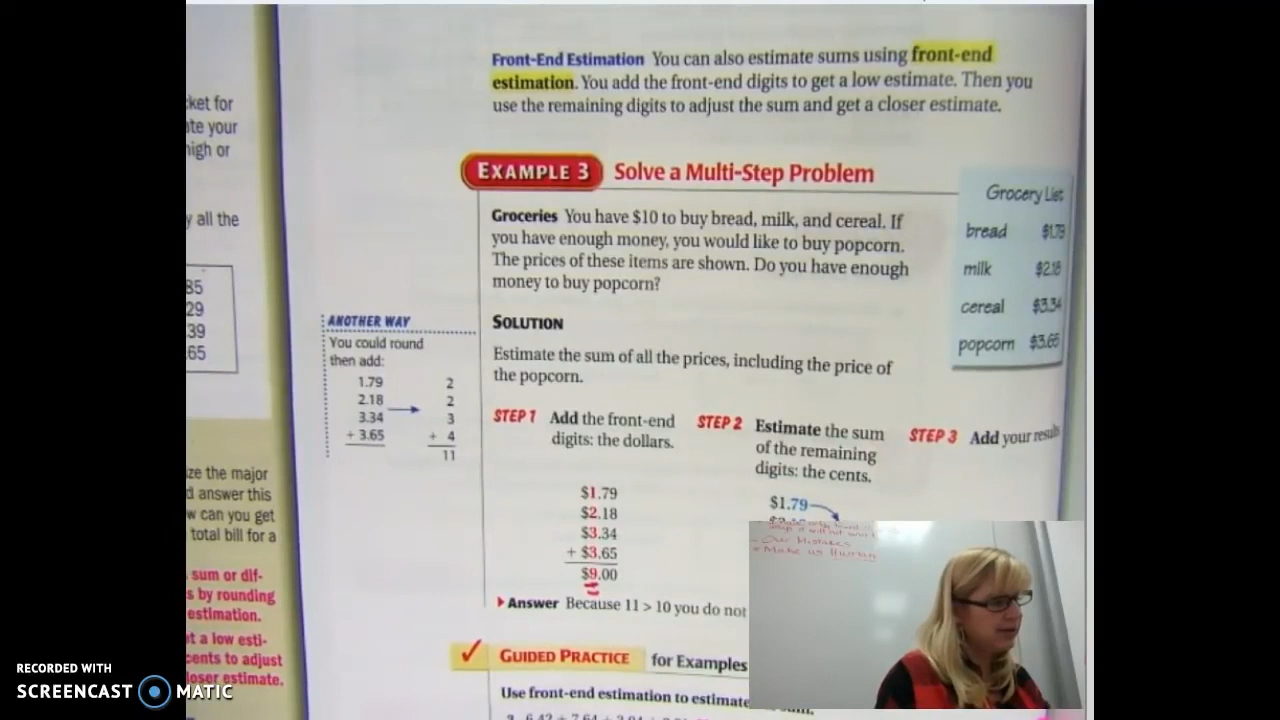 Front-End Estimation You can also estimate sums using front-end
estimation. You add the front-end digits to get a low estimate. Then you
use the remaining digits to adjust the sum and get a closer estimate.
EXAMPLE 3 Solve a Multi-Step Problem
Groceries You have $10 to buy bread, milk, and cereal. If
you have enough money, you would like to buy popcorn.
The prices of these items are shown. Do you have enough
money to buy popcorn?
Grocery List
bread $1.79
milk $2.18
cereal $3.34
popcorn $3.65
SOLUTION
Estimate the sum of all the prices, including the price of
the popcorn.
ANOTHER WAY
You could round
then add:
1.79 2
2.18 2
3.34 3
+ 3.65 + 4
11
STEP 1 Add the front-end
digits: the dollars.
$1.79
$2.18
$3.34
+ $3.65
$9.00
STEP 2 Estimate the sum
of the remaining
digits: the cents.
$1.79
STEP 3 Add your results
Answer Because 11 > 10 you do not
GUIDED PRACTICE for Examples
Use front-end estimation to estimate
ket for
te your
igh or
y all the
85
29
39
65
ze the major
d answer this
w can you get
total bill for a
sum or dif-
s by rounding
estimation.
t a low esti-
cents to adjust
loser estimate.
- Our Mistakes
Make us Human
RECORDED WITH
SCREENCAST MATIC